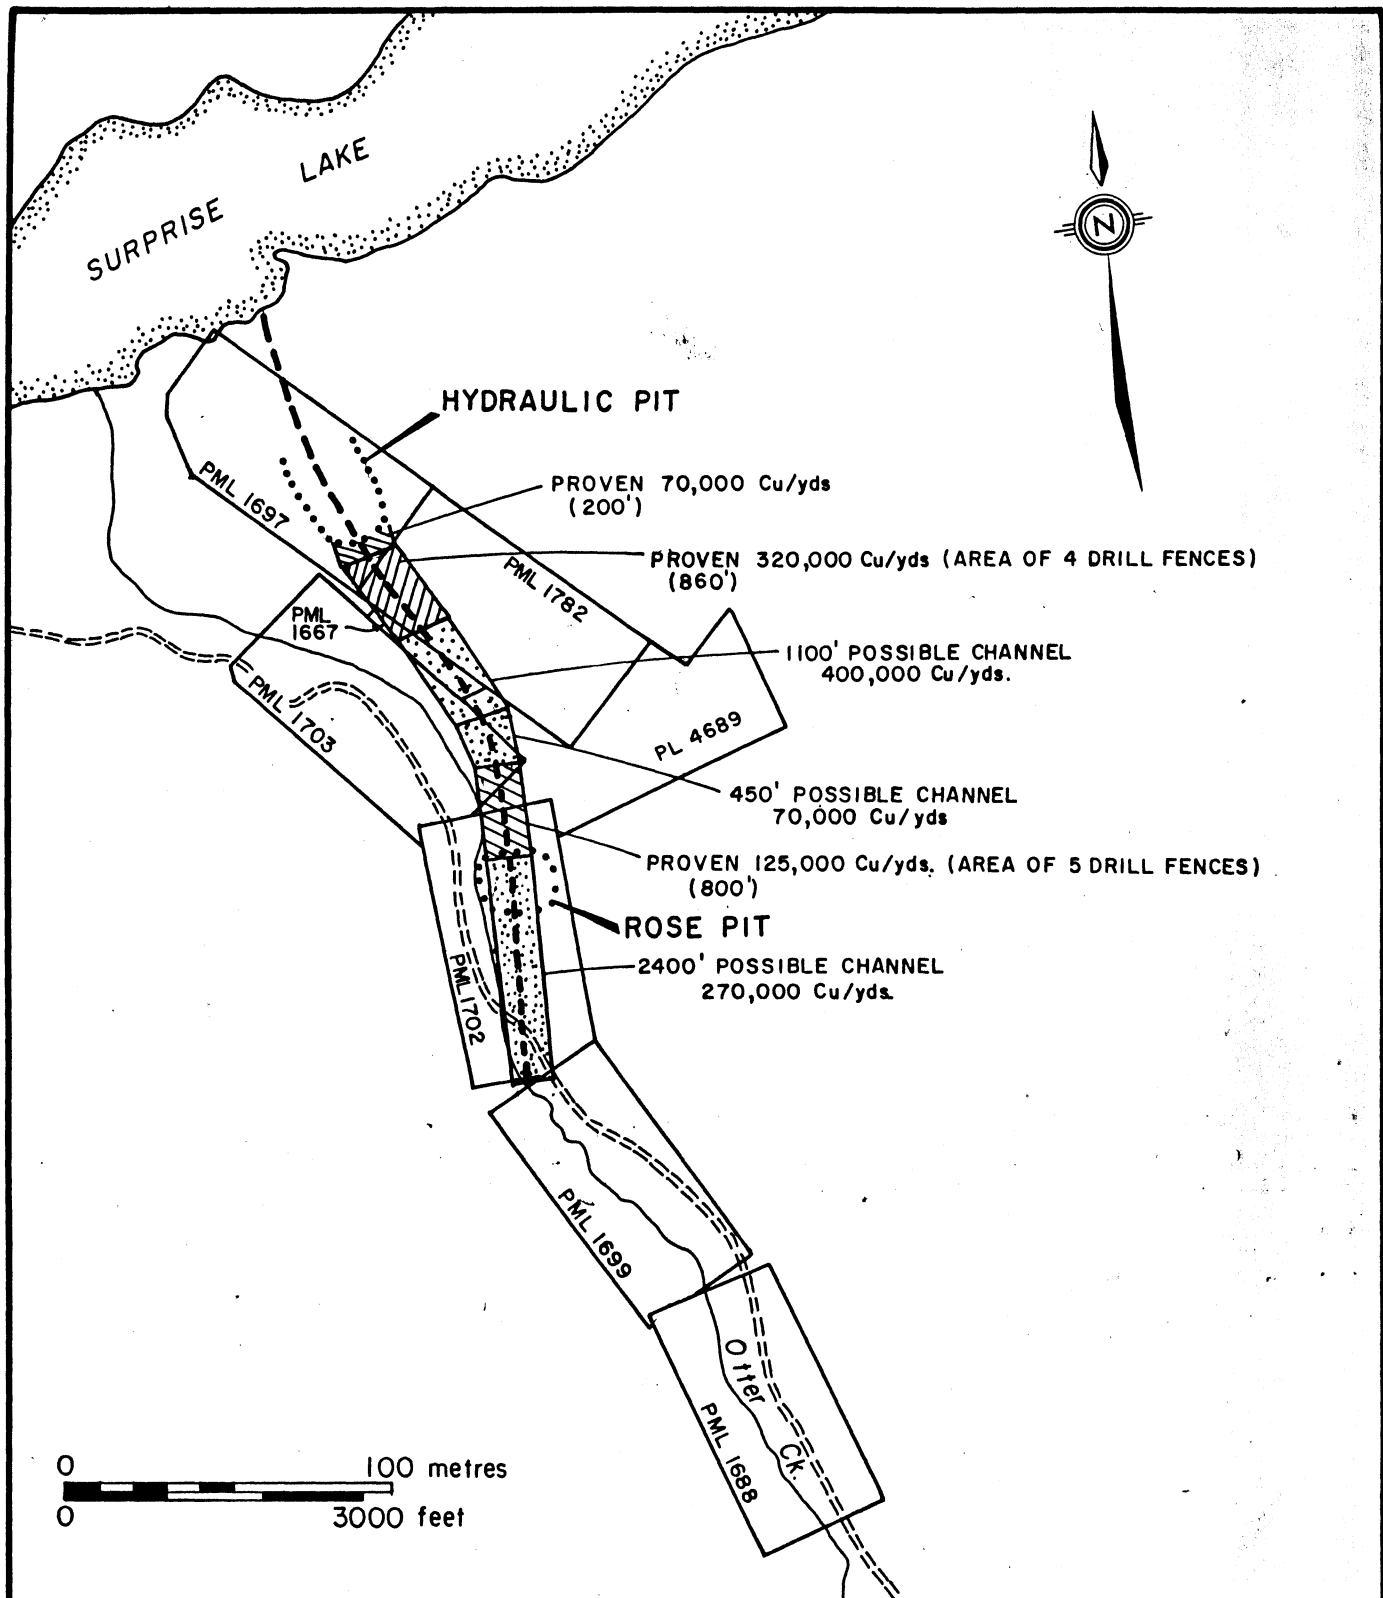 SURPRISE LAKE
N
HYDRAULIC PIT
PML 1697
PROVEN 70,000 Cu/yds
(200')
PROVEN 320,000 Cu/yds (AREA OF 4 DRILL FENCES)
(860')
PML 1782
PML
1667
1100' POSSIBLE CHANNEL
400,000 Cu/yds.
PML 1703
PL 4689
450' POSSIBLE CHANNEL
70,000 Cu/yds
PROVEN 125,000 Cu/yds. (AREA OF 5 DRILL FENCES)
(800')
ROSE PIT
2400' POSSIBLE CHANNEL
270,000 Cu/yds.
PML 1702
PML 1699
Otter Ck.
PML 1688
0 100 metres
0 3000 feet